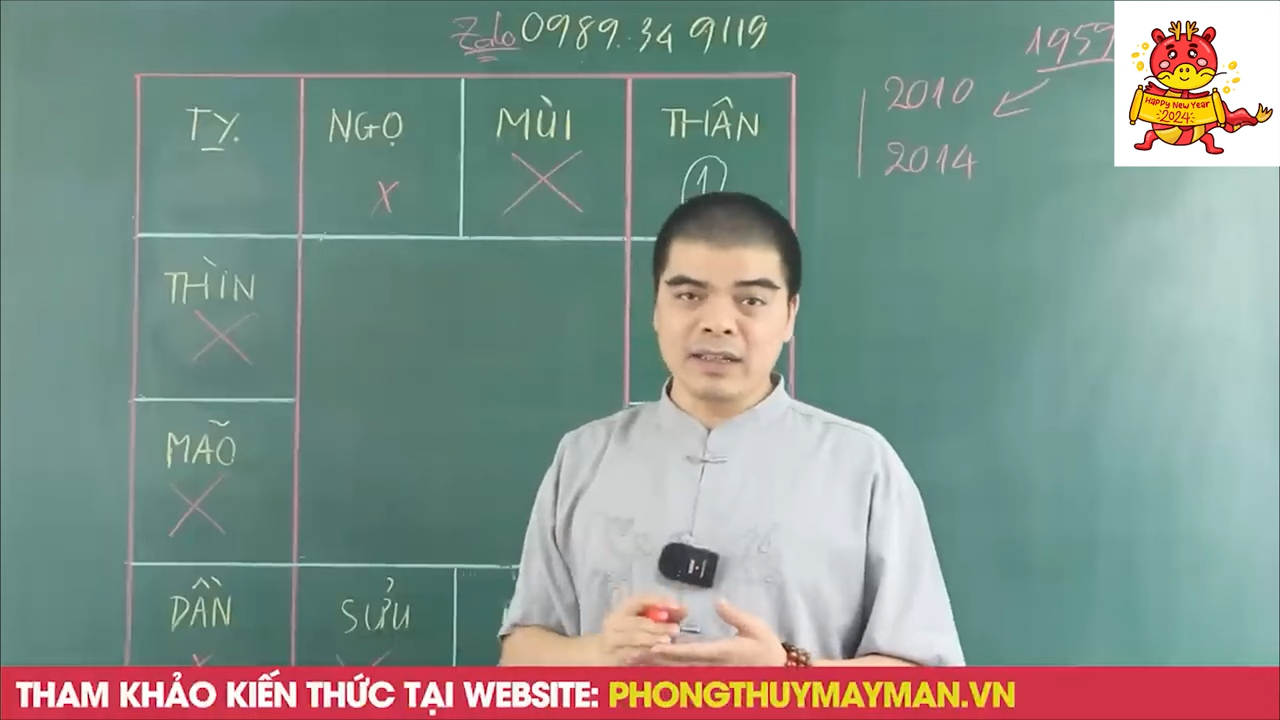 Zalo 0989.34 9119
1959
2010
2014
TỴ
NGỌ
MÙI
THÂN
1
X
THÌN
MÃO
DẦN
SỬU
Happy New Year
2024
THAM KHẢO KIẾN THỨC TẠI WEBSITE: PHONGTHUYMAYMAN.VN